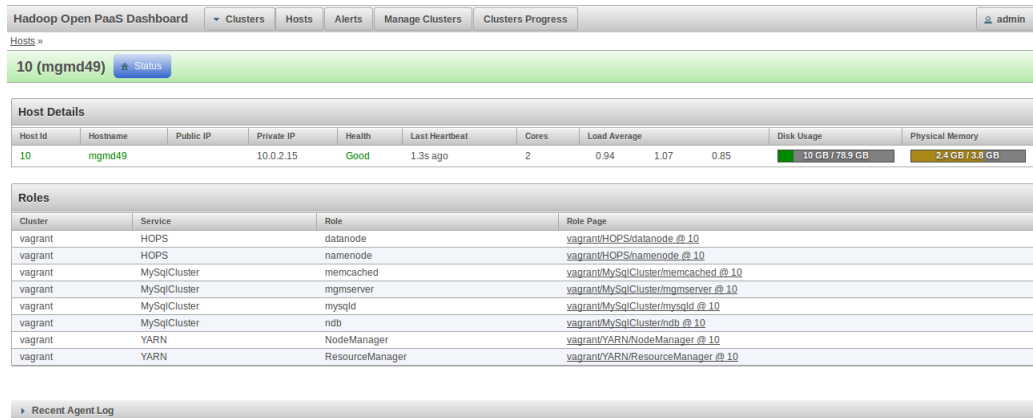 Hadoop Open PaaS Dashboard Clusters Hosts Alerts Manage Clusters Clusters Progress admin
Hosts »
10 (mgmd49) Status
Host Details
Host Id Hostname Public IP Private IP Health Last Heartbeat Cores Load Average Disk Usage Physical Memory
10 mgmd49 10.0.2.15 Good 1.3s ago 2 0.94 1.07 0.85 10 GB / 78.9 GB 2.4 GB / 3.8 GB
Roles
Cluster Service Role Role Page
vagrant HOPS datanode vagrant/HOPS/datanode @ 10
vagrant HOPS namenode vagrant/HOPS/namenode @ 10
vagrant MySqlCluster memcached vagrant/MySqlCluster/memcached @ 10
vagrant MySqlCluster mgmserver vagrant/MySqlCluster/mgmserver @ 10
vagrant MySqlCluster mysqld vagrant/MySqlCluster/mysqld @ 10
vagrant MySqlCluster ndb vagrant/MySqlCluster/ndb @ 10
vagrant YARN NodeManager vagrant/YARN/NodeManager @ 10
vagrant YARN ResourceManager vagrant/YARN/ResourceManager @ 10
Recent Agent Log